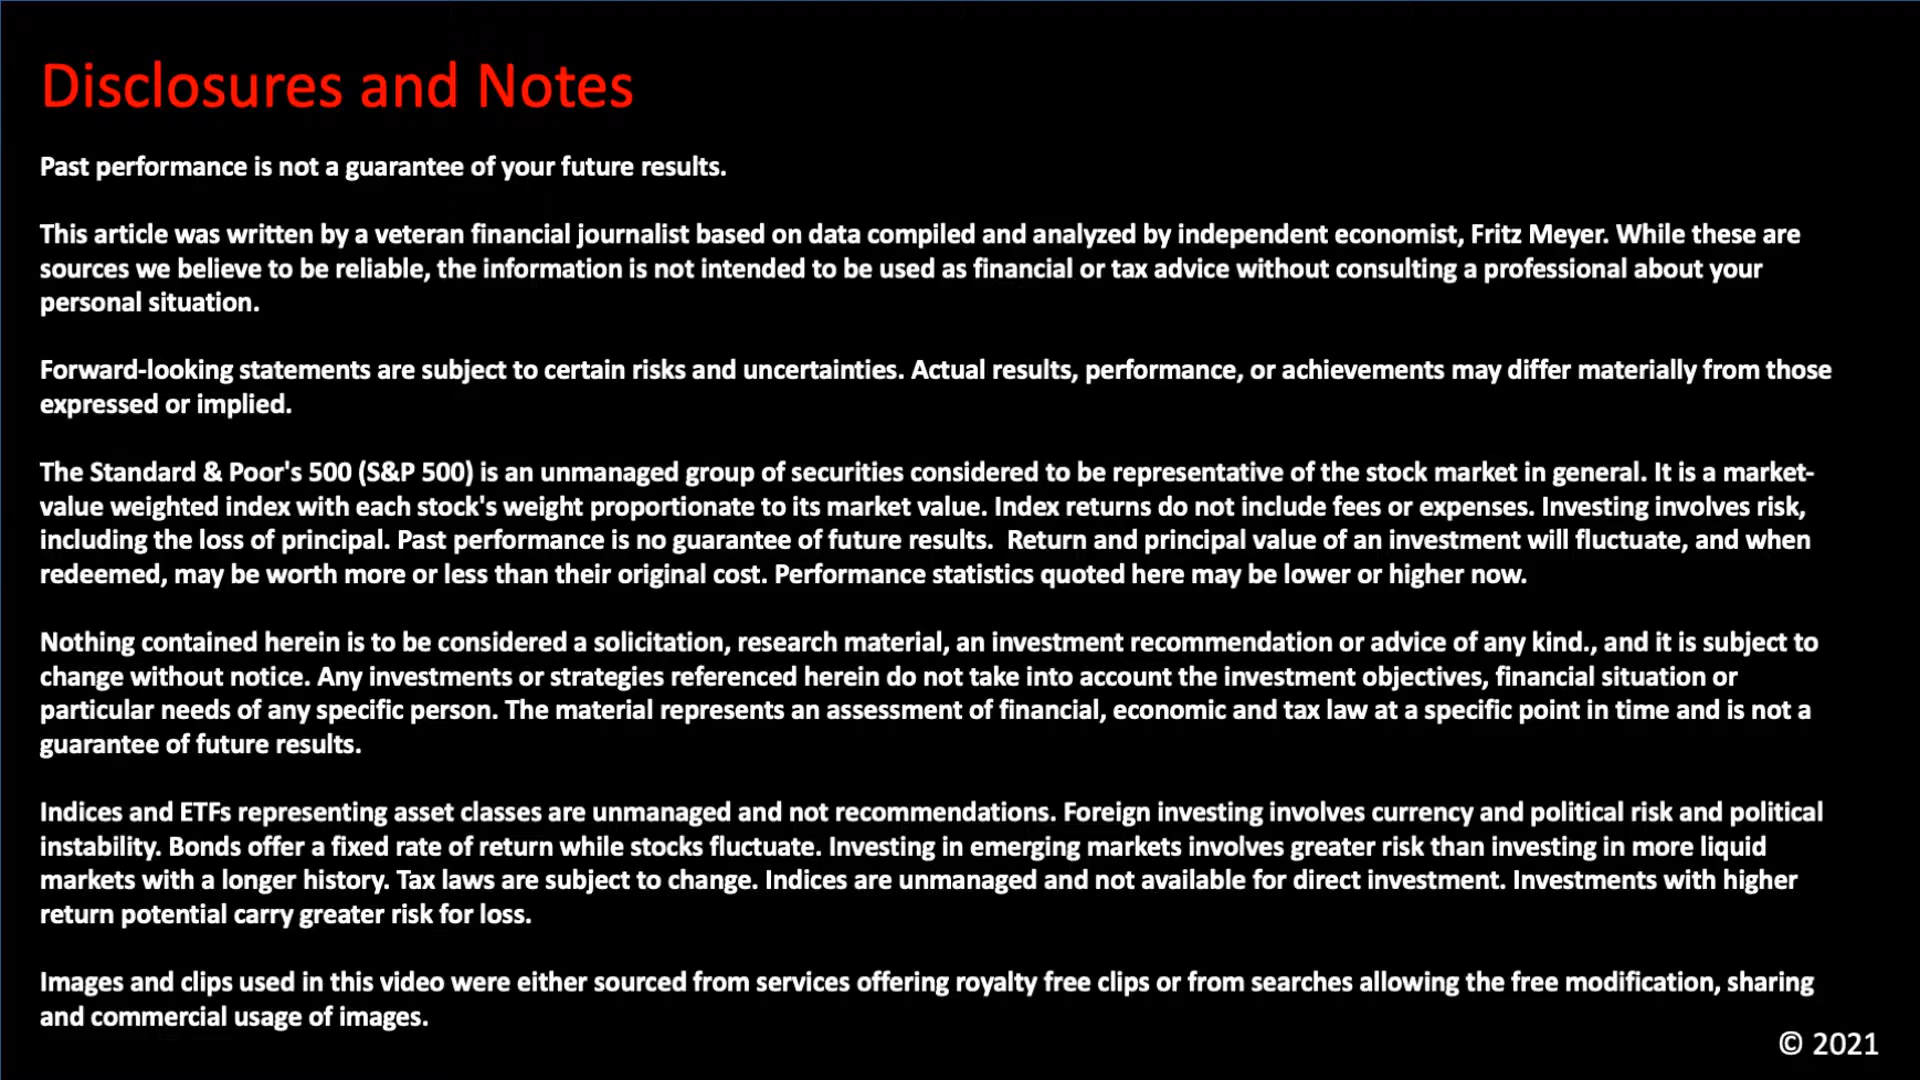 Disclosures and Notes
Past performance is not a guarantee of your future results.
This article was written by a veteran financial journalist based on data compiled and analyzed by independent economist, Fritz Meyer. While these are
sources we believe to be reliable, the information is not intended to be used as financial or tax advice without consulting a professional about your
personal situation.
Forward-looking statements are subject to certain risks and uncertainties. Actual results, performance, or achievements may differ materially from those
expressed or implied.
The Standard & Poor's 500 (S&P 500) is an unmanaged group of securities considered to be representative of the stock market in general. It is a market-
value weighted index with each stock's weight proportionate to its market value. Index returns do not include fees or expenses. Investing involves risk,
including the loss of principal. Past performance is no guarantee of future results.  Return and principal value of an investment will fluctuate, and when
redeemed, may be worth more or less than their original cost. Performance statistics quoted here may be lower or higher now.
Nothing contained herein is to be considered a solicitation, research material, an investment recommendation or advice of any kind., and it is subject to
change without notice. Any investments or strategies referenced herein do not take into account the investment objectives, financial situation or
particular needs of any specific person. The material represents an assessment of financial, economic and tax law at a specific point in time and is not a
guarantee of future results.
Indices and ETFs representing asset classes are unmanaged and not recommendations. Foreign investing involves currency and political risk and political
instability. Bonds offer a fixed rate of return while stocks fluctuate. Investing in emerging markets involves greater risk than investing in more liquid
markets with a longer history. Tax laws are subject to change. Indices are unmanaged and not available for direct investment. Investments with higher
return potential carry greater risk for loss.
Images and clips used in this video were either sourced from services offering royalty free clips or from searches allowing the free modification, sharing
and commercial usage of images.
© 2021